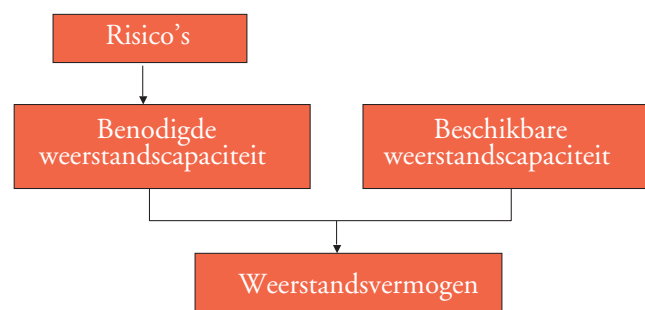 Risico’s
Benodigde
weerstandscapaciteit
Beschikbare
weerstandscapaciteit
Weerstandsvermogen